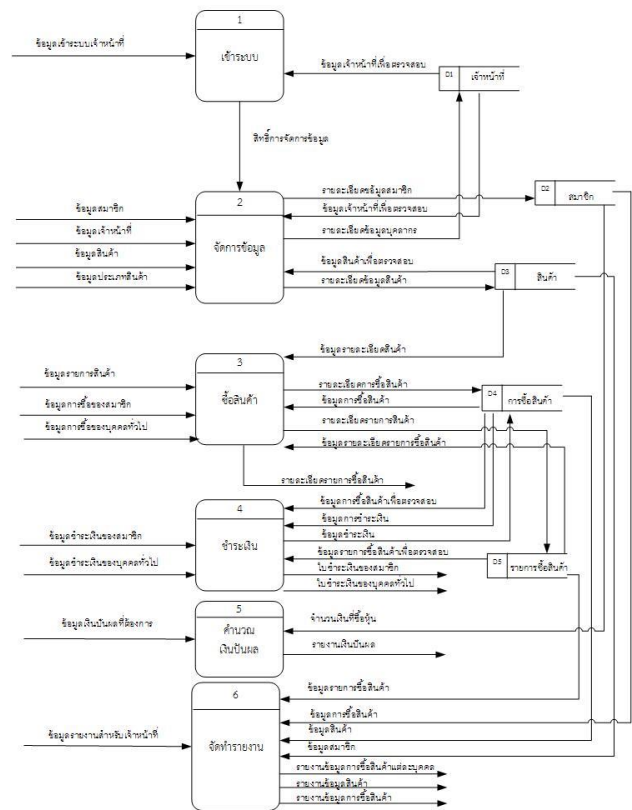 1
ข้อมูลเข้าระบบเจ้าหน้าที่
เข้าระบบ
ข้อมูลเจ้าหน้าที่เพื่อตรวจสอบ
D1
เจ้าหน้าที่
สิทธิ์การจัดการข้อมูล
2
จัดการข้อมูล
ข้อมูลสมาชิก
ข้อมูลเจ้าหน้าที่
ข้อมูลสินค้า
ข้อมูลประเภทสินค้า
รายละเอียดข้อมูลสมาชิก
D2
สมาชิก
ข้อมูลเจ้าหน้าที่เพื่อตรวจสอบ
รายละเอียดข้อมูลบุคลากร
ข้อมูลสินค้าเพื่อตรวจสอบ
D3
สินค้า
รายละเอียดข้อมูลสินค้า
ข้อมูลรายละเอียดสินค้า
3
ซื้อสินค้า
ข้อมูลรายการสินค้า
ข้อมูลการซื้อของสมาชิก
ข้อมูลการซื้อของบุคคลทั่วไป
รายละเอียดการซื้อสินค้า
D4
การซื้อสินค้า
ข้อมูลการซื้อสินค้า
รายละเอียดรายการสินค้า
ข้อมูลรายละเอียดรายการซื้อสินค้า
รายละเอียดรายการซื้อสินค้า
4
ชำระเงิน
ข้อมูลชำระเงินของสมาชิก
ข้อมูลชำระเงินของบุคคลทั่วไป
ข้อมูลการซื้อสินค้าเพื่อตรวจสอบ
ข้อมูลการชำระเงิน
ข้อมูลชำระเงิน
ข้อมูลรายการซื้อสินค้าเพื่อตรวจสอบ
D5
รายการซื้อสินค้า
ใบชำระเงินของสมาชิก
ใบชำระเงินของบุคคลทั่วไป
5
คำนวณ
เงินปันผล
ข้อมูลเงินปันผลที่ต้องการ
จำนวนเงินที่ซื้อหุ้น
รายงานเงินปันผล
6
จัดทำรายงาน
ข้อมูลรายงานสำหรับเจ้าหน้าที่
ข้อมูลรายการซื้อสินค้า
ข้อมูลการซื้อสินค้า
ข้อมูลสินค้า
ข้อมูลสมาชิก
รายงานข้อมูลการซื้อสินค้าแต่ละบุคคล
รายงานข้อมูลสินค้า
รายงานข้อมูลการซื้อสินค้า